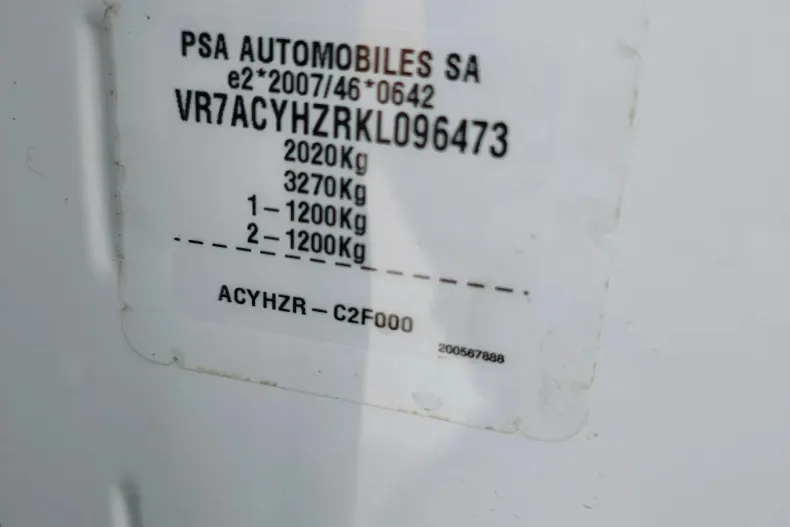 PSA AUTOMOBILES SA
e2*2007/46*0642
VR7ACYHZRKL096473
2020Kg
3270Kg
1-1200Kg
2-1200Kg
ACYHZR-C2F000
200567888